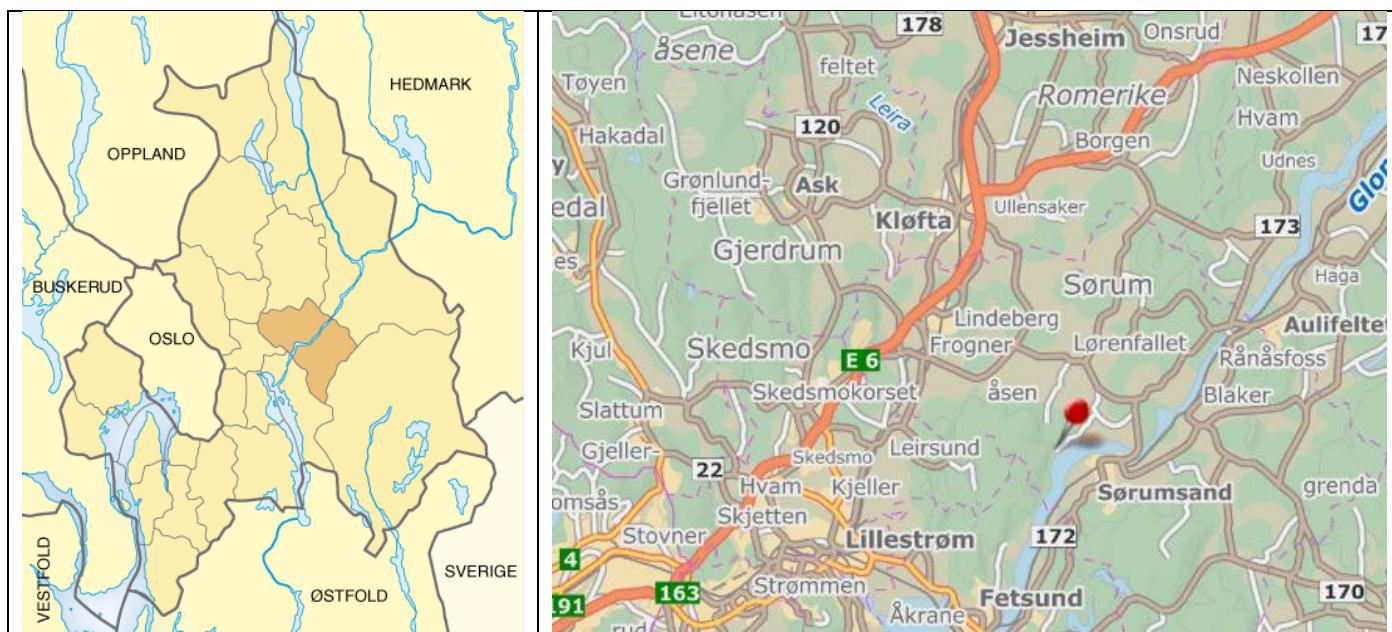 HEDMARK
OPPLAND
BUSKERUD
OSLO
VESTFOLD
ØSTFOLD
SVERIGE
åsene
178
Jessheim
Onsrud
Tøyen
feltet
Neskollen
Romerike
Leira
Hvam
Hakadal
120
Borgen
Udnes
Grønlund-
fjellet
Ask
Ullensaker
Kløfta
173
Gjerdrum
Haga
Sørum
Lindeberg
Aulifeltet
Kjul
Skedsmo
Frogner
Lørenfallet
E 6
Rånåsfoss
Skedsmokorset
åsen
Blaker
Slattum
Leirsund
Gjeller-
22
Skedsmo
Hvam
Kjeller
Sørumsand
grenda
Skjetten
Stovner
Lillestrøm
172
4
Strømmen
163
Fetsund
170
191
Åkrane